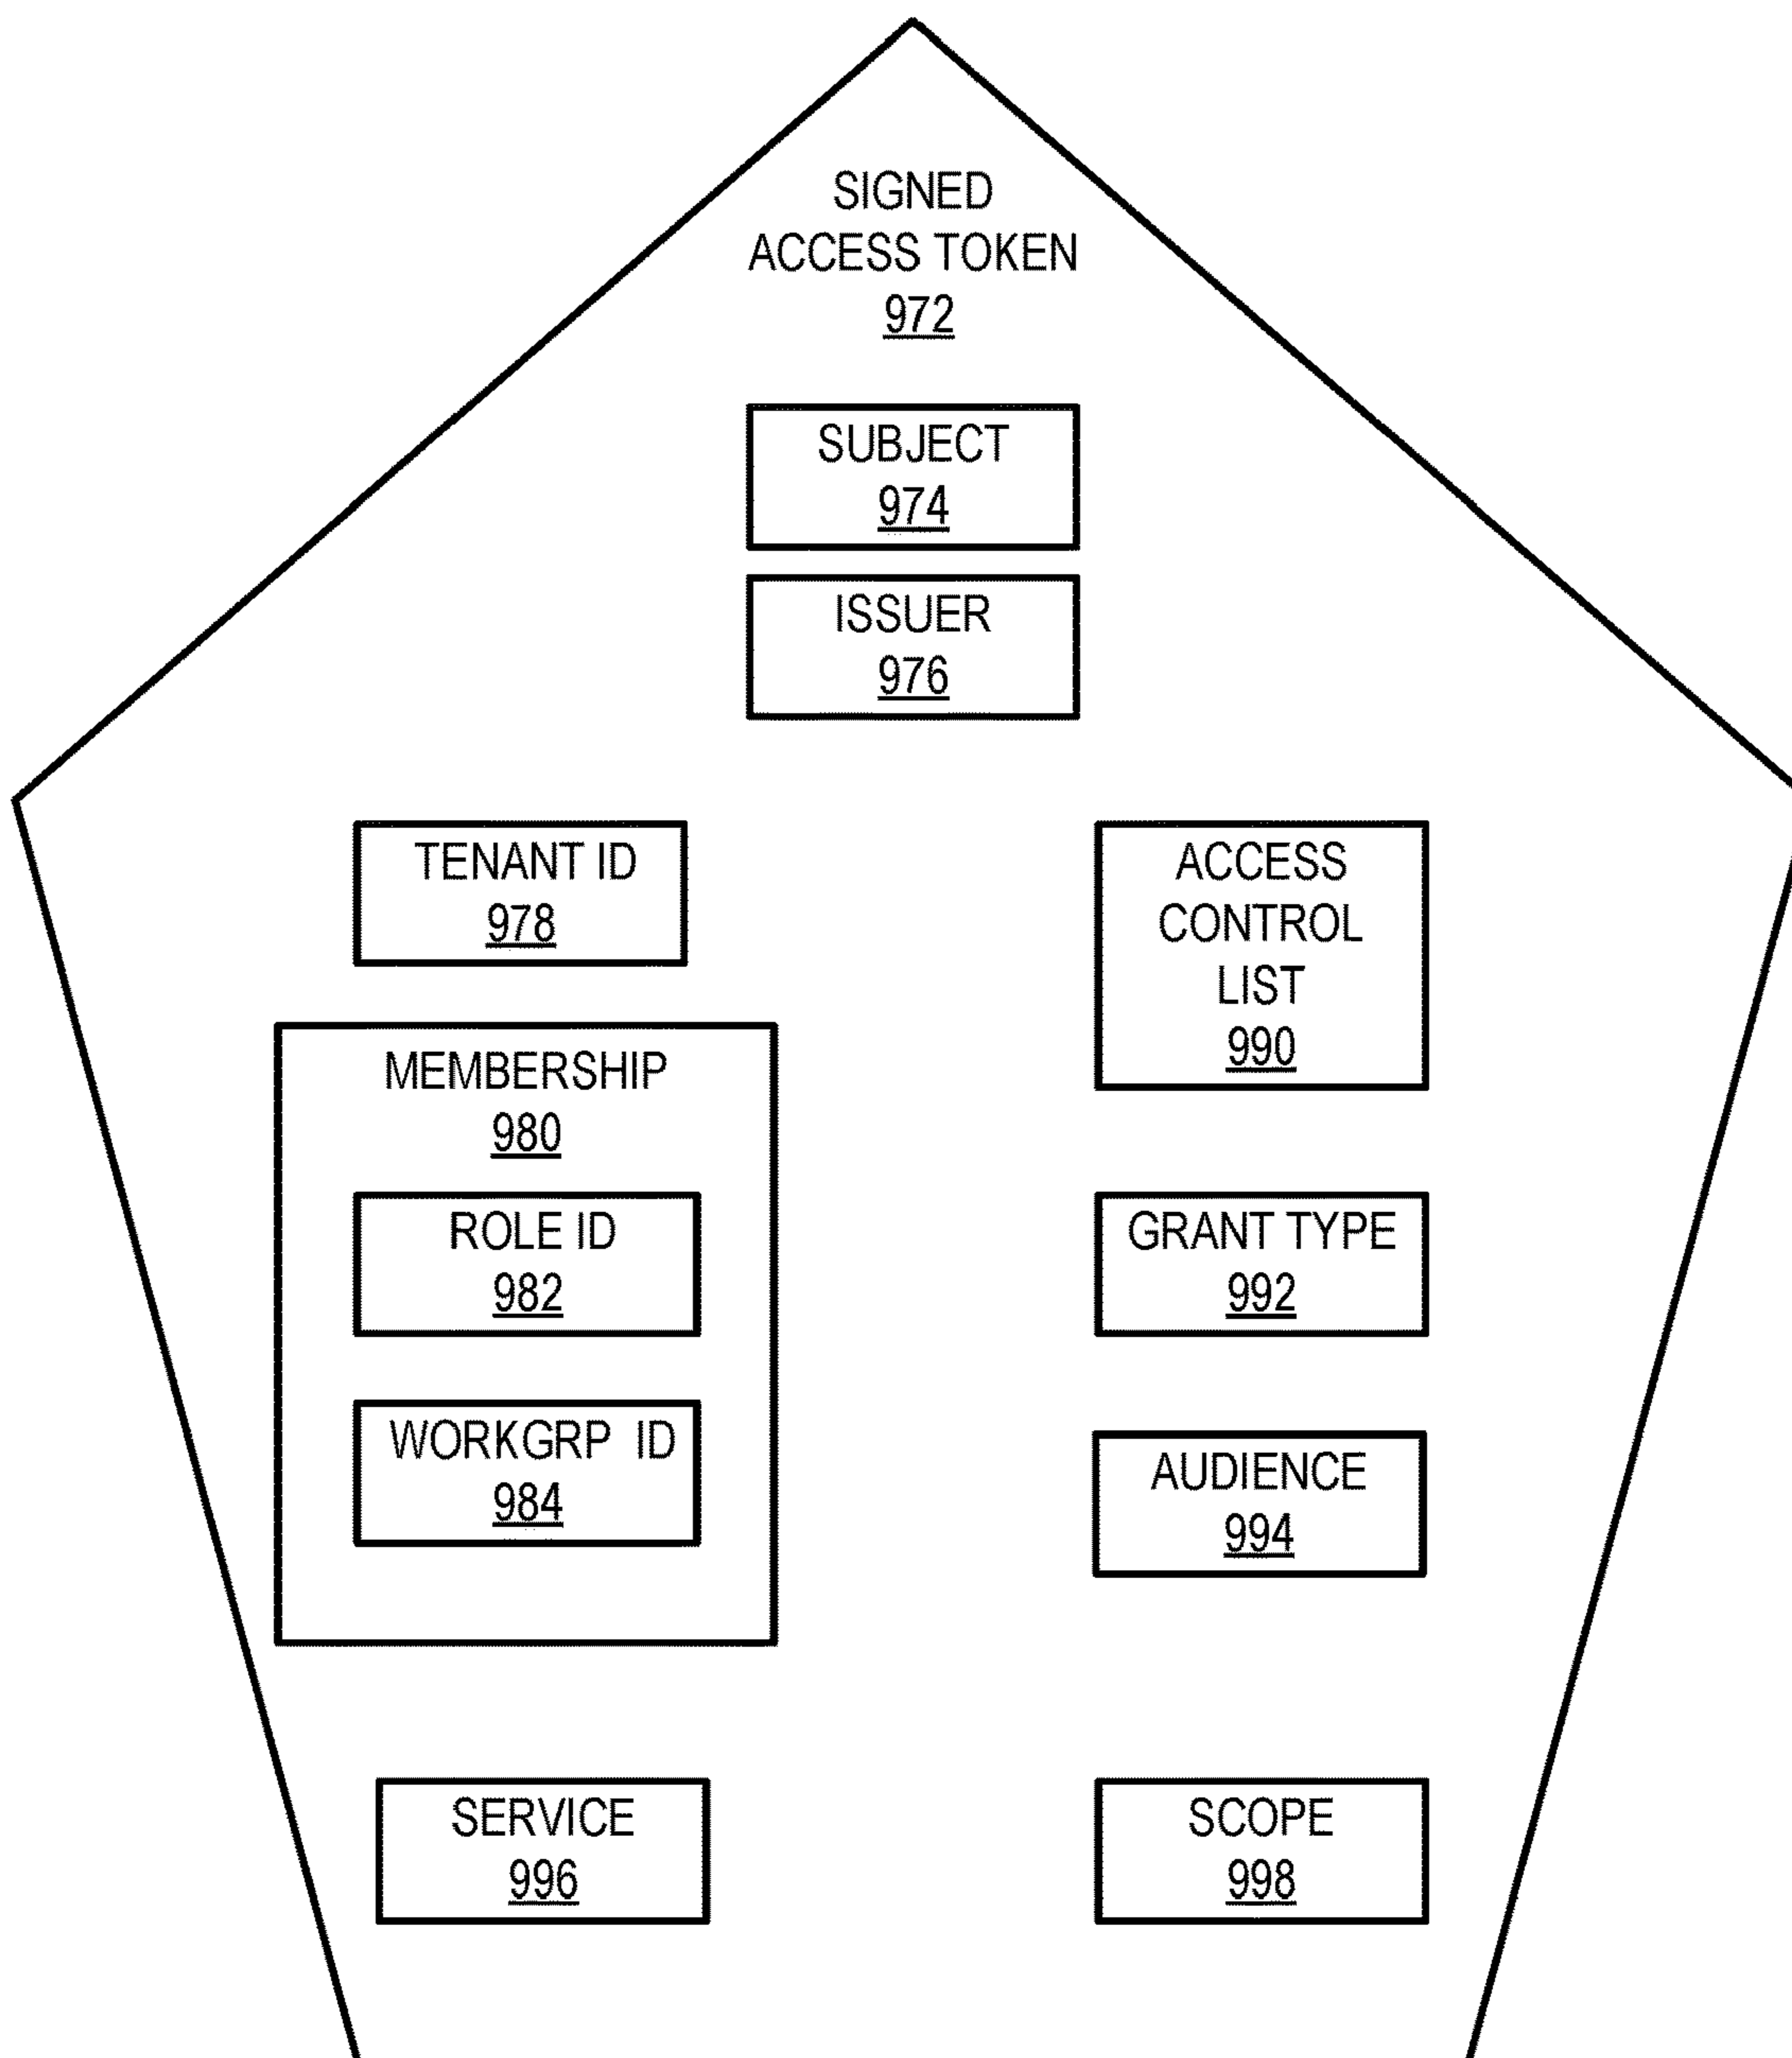 SIGNED
ACCESS TOKEN
972
SUBJECT
974
ISSUER
976
TENANT ID
978
MEMBERSHIP
980
ROLE ID
982
WORKGRP ID
984
ACCESS
CONTROL
LIST
990
GRANT TYPE
992
AUDIENCE
994
SERVICE
996
SCOPE
998